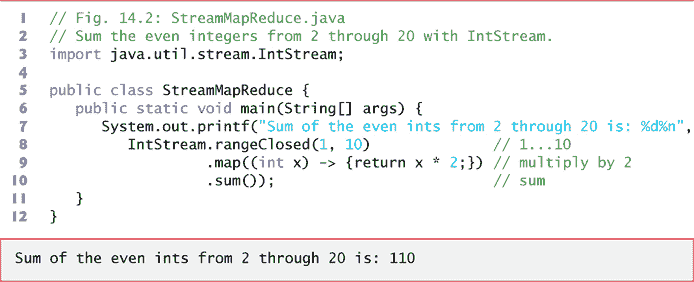 1 // Fig. 14.2: StreamMapReduce.java
2 // Sum the even integers from 2 through 20 with IntStream.
3 import java.util.stream.IntStream;
4
5 public class StreamMapReduce {
6 public static void main(String[] args) {
7 System.out.printf("Sum of the even ints from 2 through 20 is: %d%n",
8 IntStream.rangeClosed(1, 10) // 1...10
9 .map((int x) -> {return x * 2;}) // multiply by 2
10 .sum()); // sum
11 }
12 }
Sum of the even ints from 2 through 20 is: 110